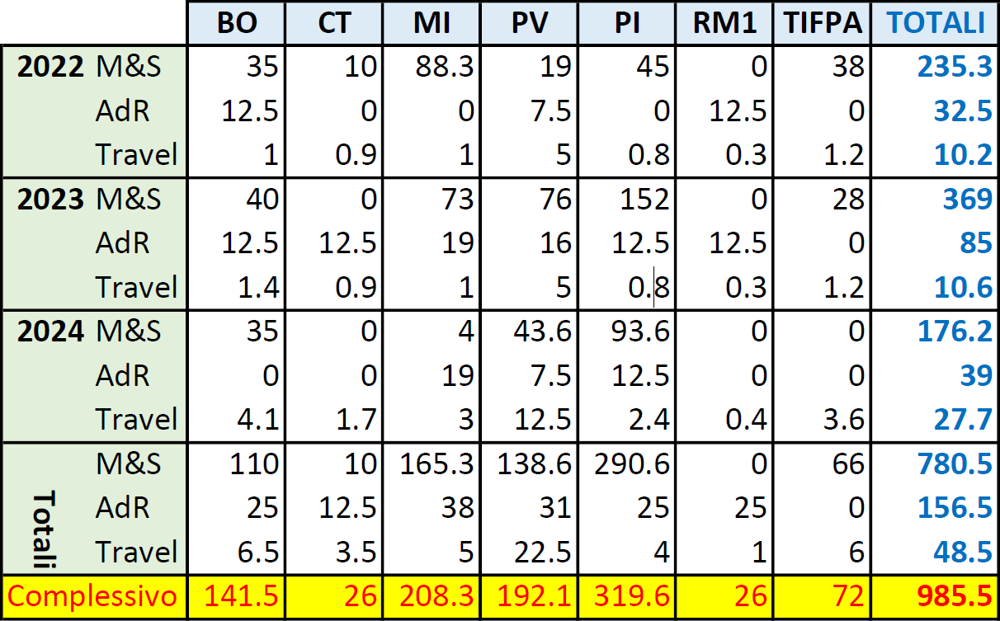 BO CT MI PV PI RM1 TIFPA TOTALI
2022 M&S 35 10 88.3 19 45 0 38 235.3
AdR 12.5 0 0 7.5 0 12.5 0 32.5
Travel 1 0.9 1 5 0.8 0.3 1.2 10.2
2023 M&S 40 0 73 76 152 0 28 369
AdR 12.5 12.5 19 16 12.5 12.5 0 85
Travel 1.4 0.9 1 5 0.8 0.3 1.2 10.6
2024 M&S 35 0 4 43.6 93.6 0 0 176.2
AdR 0 0 19 7.5 12.5 0 0 39
Travel 4.1 1.7 3 12.5 2.4 0.4 3.6 27.7
Totali
M&S 110 10 165.3 138.6 290.6 0 66 780.5
AdR 25 12.5 38 31 25 25 0 156.5
Travel 6.5 3.5 5 22.5 4 1 6 48.5
Complessivo 141.5 26 208.3 192.1 319.6 26 72 985.5